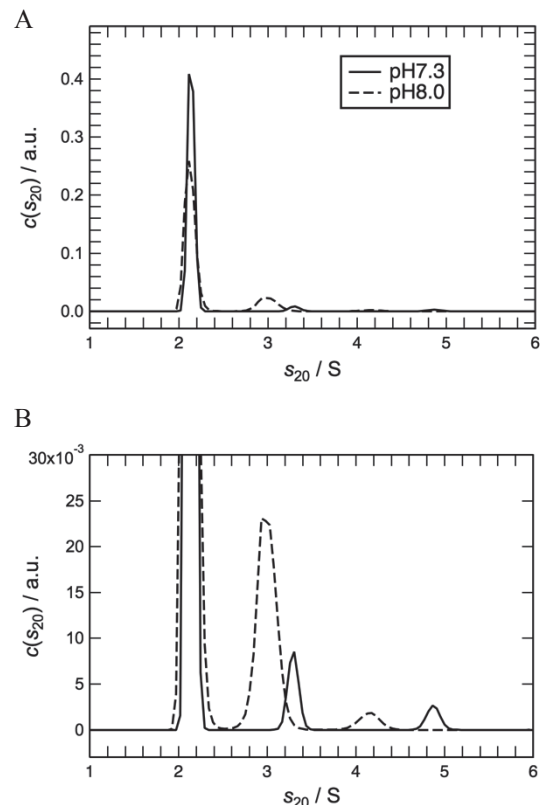 A
c(s₂₀) / a.u.
0.4
0.3
0.2
0.1
0.0
pH7.3
pH8.0
1 2 3 4 5 6
s₂₀ / S
B
c(s₂₀) / a.u.
30x10⁻³
25
20
15
10
5
0
1 2 3 4 5 6
s₂₀ / S